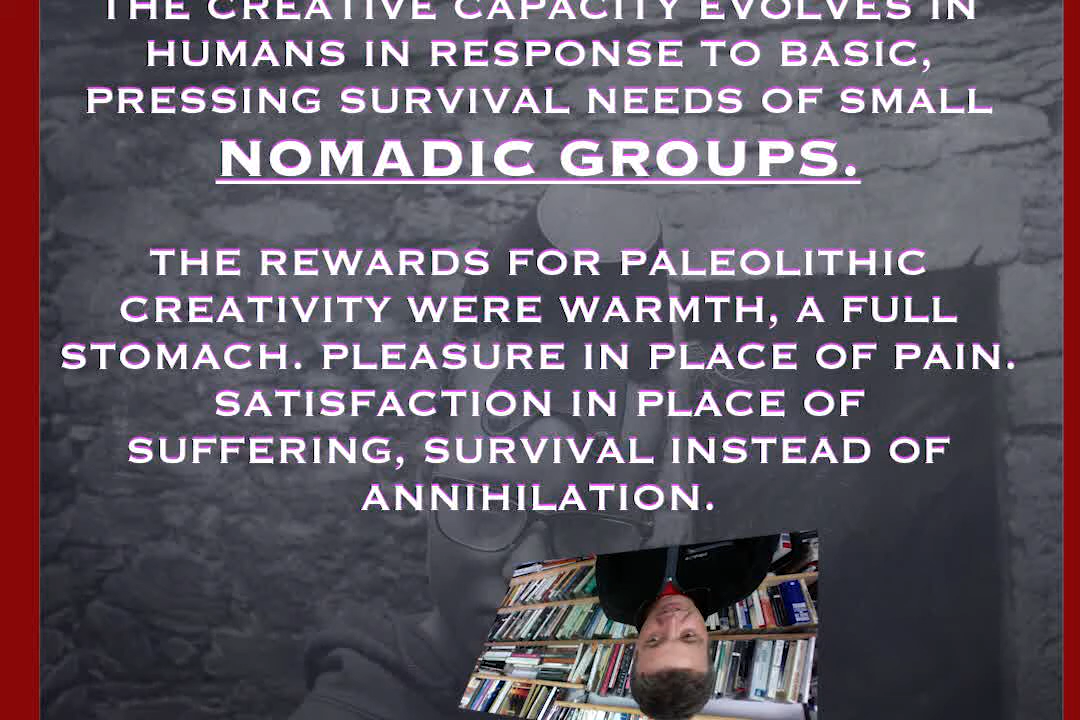 THE CREATIVE CAPACITY EVOLVES IN
HUMANS IN RESPONSE TO BASIC,
PRESSING SURVIVAL NEEDS OF SMALL
NOMADIC GROUPS.
THE REWARDS FOR PALEOLITHIC
CREATIVITY WERE WARMTH, A FULL
STOMACH. PLEASURE IN PLACE OF PAIN.
SATISFACTION IN PLACE OF
SUFFERING, SURVIVAL INSTEAD OF
ANNIHILATION.